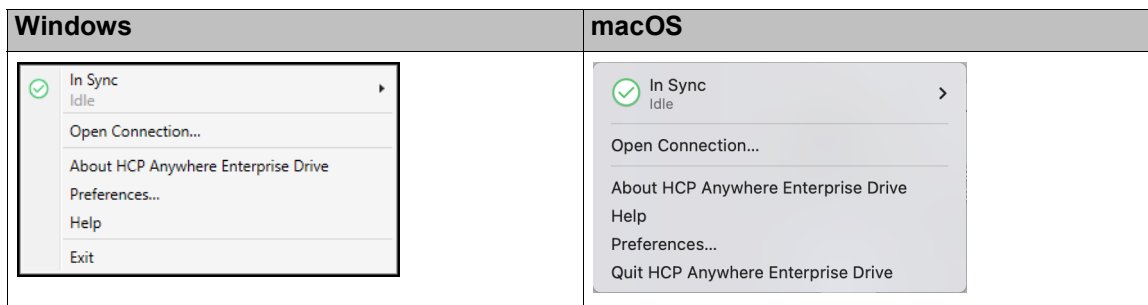 Windows
macOS
In Sync
Idle
Open Connection...
About HCP Anywhere Enterprise Drive
Preferences...
Help
Exit
In Sync
Idle
Open Connection...
About HCP Anywhere Enterprise Drive
Help
Preferences...
Quit HCP Anywhere Enterprise Drive